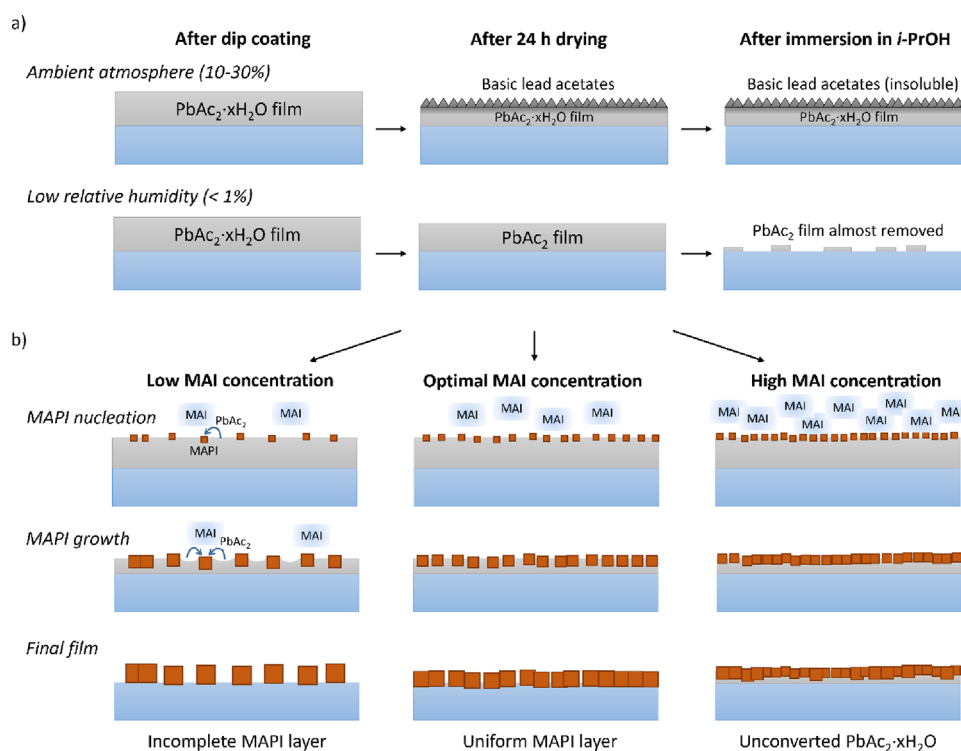 a)
After dip coating
After 24 h drying
After immersion in i-PrOH
Ambient atmosphere (10-30%)
Basic lead acetates
Basic lead acetates (insoluble)
PbAc₂·xH₂O film
PbAc₂·xH₂O film
PbAc₂·xH₂O film
Low relative humidity (< 1%)
PbAc₂·xH₂O film
PbAc₂ film
PbAc₂ film almost removed
b)
Low MAI concentration
Optimal MAI concentration
High MAI concentration
MAPI nucleation
MAI
MAI
PbAc₂
MAPI
MAI
MAI
MAI
MAI
MAI
MAI
MAI
MAI
MAI
MAI
MAI
MAI
MAPI growth
MAI
PbAc₂
MAI
Final film
Incomplete MAPI layer
Uniform MAPI layer
Unconverted PbAc₂·xH₂O